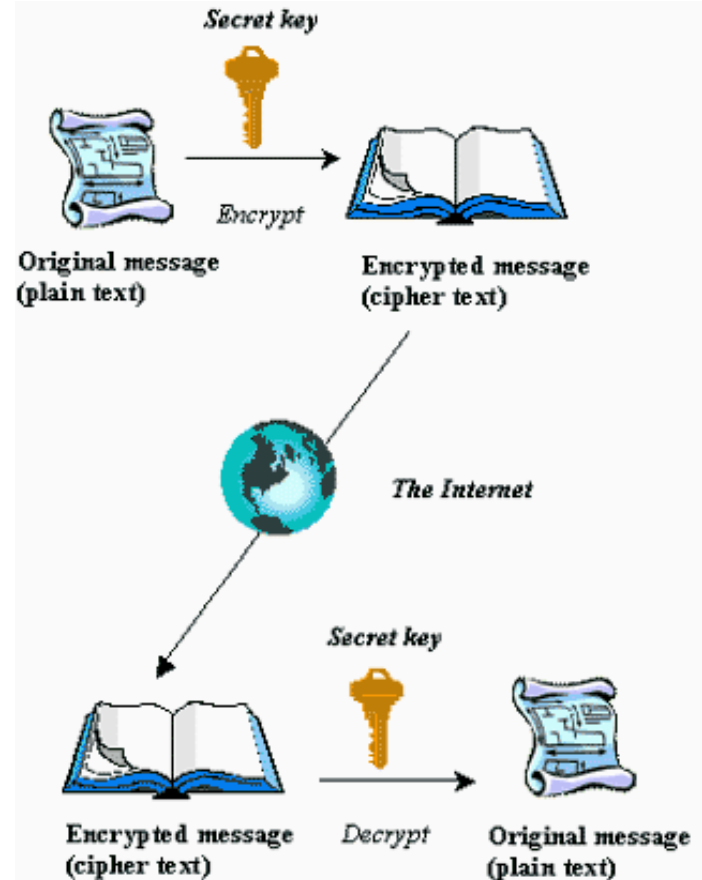 Secret key
Encrypt
Original message
(plain text)
Encrypted message
(cipher text)
The Internet
Secret key
Decrypt
Encrypted message
(cipher text)
Original message
(plain text)